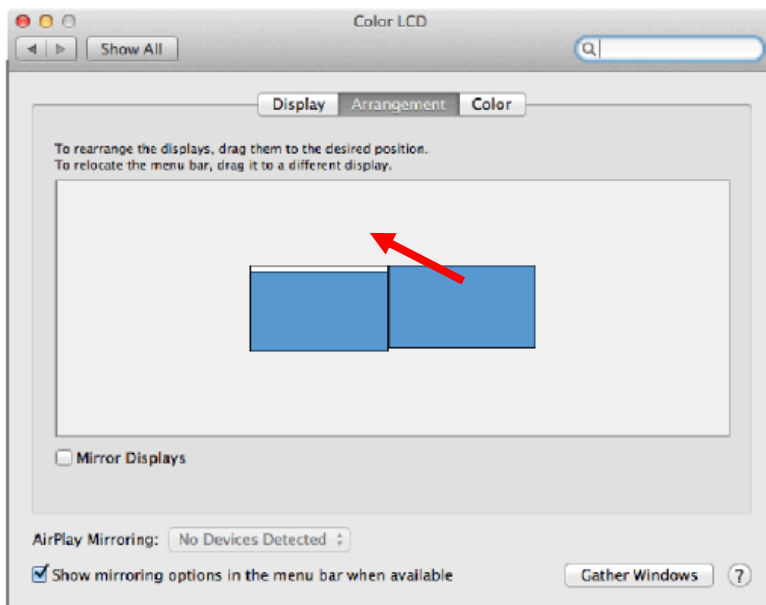 Color LCD
Show All
Display Arrangement Color
To rearrange the displays, drag them to the desired position.
To relocate the menu bar, drag it to a different display.
Mirror Displays
AirPlay Mirroring: No Devices Detected
Show mirroring options in the menu bar when available
Gather Windows ?